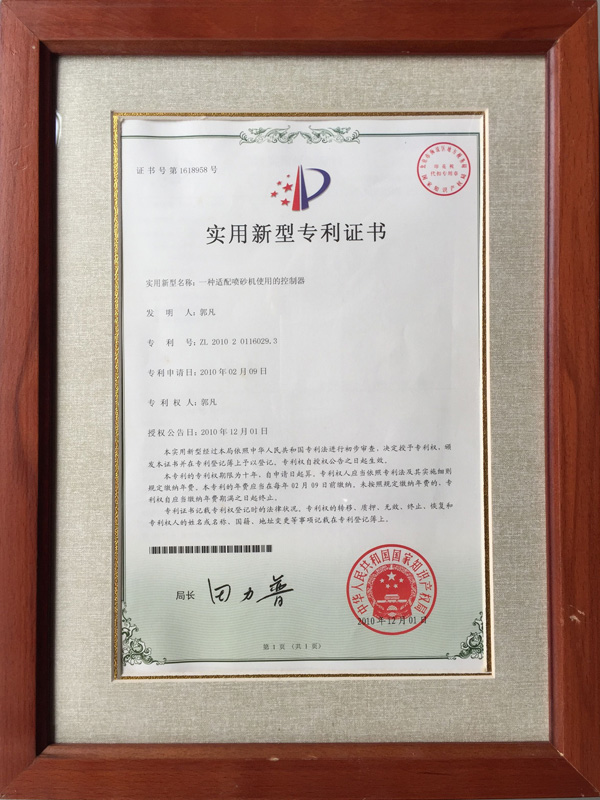 证书号第1618958号
实用新型专利证书
实用新型名称：一种适配喷砂机使用的控制器
发 明 人：郭凡
专 利 号：ZL 2010 2 0116029.3
专利申请日：2010年02月09日
专 利 权 人：郭凡
授权公告日：2010年12月01日
本实用新型经过本局依照中华人民共和国专利法进行初步审查，决定授予专利权，颁
发本证书并在专利登记簿上予以登记。专利权自授权公告之日起生效。
本专利的专利权期限为十年，自申请日起算。专利权人应当依照专利法及其实施细则
规定缴纳年费。本专利的年费应当在每年02月09日前缴纳。未按照规定缴纳年费的，专
利权自应当缴纳年费期满之日起终止。
专利证书记载专利权登记时的法律状况。专利权的转移、质押、无效、终止、恢复和
专利权人的姓名或名称、国籍、地址变更等事项记载在专利登记簿上。
局长 田力普
中华人民共和国国家知识产权局
2010年12月01日
第1页（共1页）